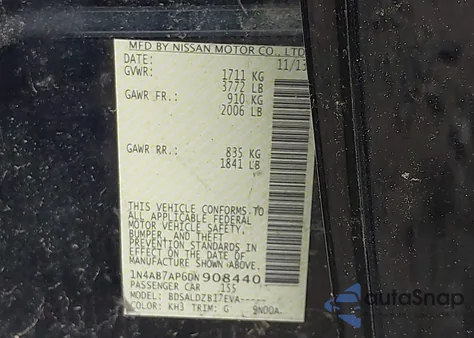 MFD BY NISSAN MOTOR CO., LTD
DATE: 11/13
GVWR: 1711 KG
3772 LB
GAWR FR.: 910 KG
2006 LB
GAWR RR.: 835 KG
1841 LB
THIS VEHICLE CONFORMS TO
ALL APPLICABLE FEDERAL
MOTOR VEHICLE SAFETY,
BUMPER, AND THEFT
PREVENTION STANDARDS
IN EFFECT ON THE DATE OF
MANUFACTURE SHOWN ABOVE.
1N4AB7AP6DN908440
PASSENGER CAR 155
MODEL: BDSALDZB17EVA-----
COLOR: KH3 TRIM: G 9N00A
autoSnap